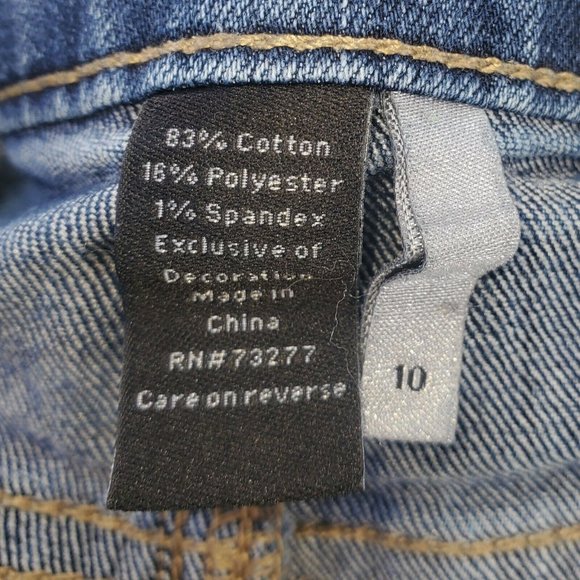 83% Cotton
16% Polyester
1% Spandex
Exclusive of
Decoration
Made in
China
RN#73277
Care on reverse
10